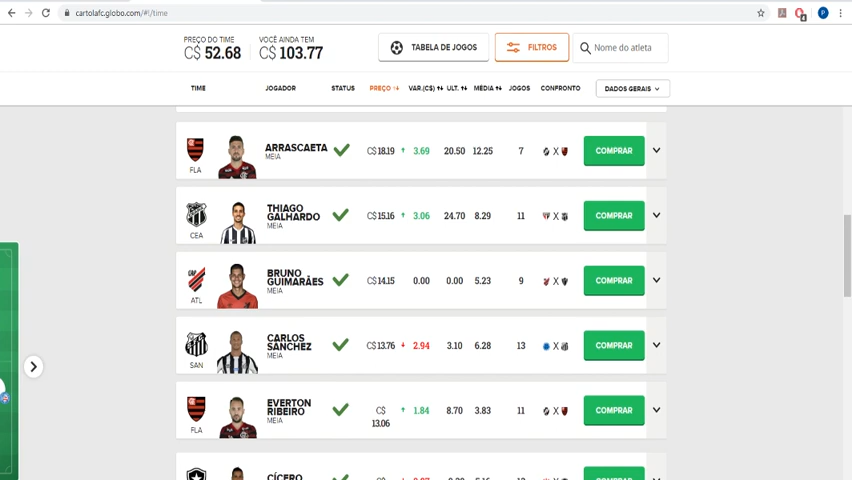 cartolafc.globo.com/#!/time
PREÇO DO TIME
C$ 52.68
VOCÊ AINDA TEM
C$ 103.77
TABELA DE JOGOS
FILTROS
Nome do atleta
TIME JOGADOR STATUS PREÇO VAR.(C$) ULT. MÉDIA JOGOS CONFRONTO DADOS GERAIS
FLA ARRASCAETA MEIA C$ 18.19 3.69 20.50 12.25 7 X COMPRAR
CEA THIAGO GALHARDO MEIA C$ 15.16 3.06 24.70 8.29 11 X COMPRAR
ATL BRUNO GUIMARÃES MEIA C$ 14.15 0.00 0.00 5.23 9 X COMPRAR
SAN CARLOS SANCHEZ MEIA C$ 13.76 2.94 3.10 6.28 13 X COMPRAR
FLA EVERTON RIBEIRO MEIA C$ 13.06 1.84 8.70 3.83 11 X COMPRAR
CÍCERO